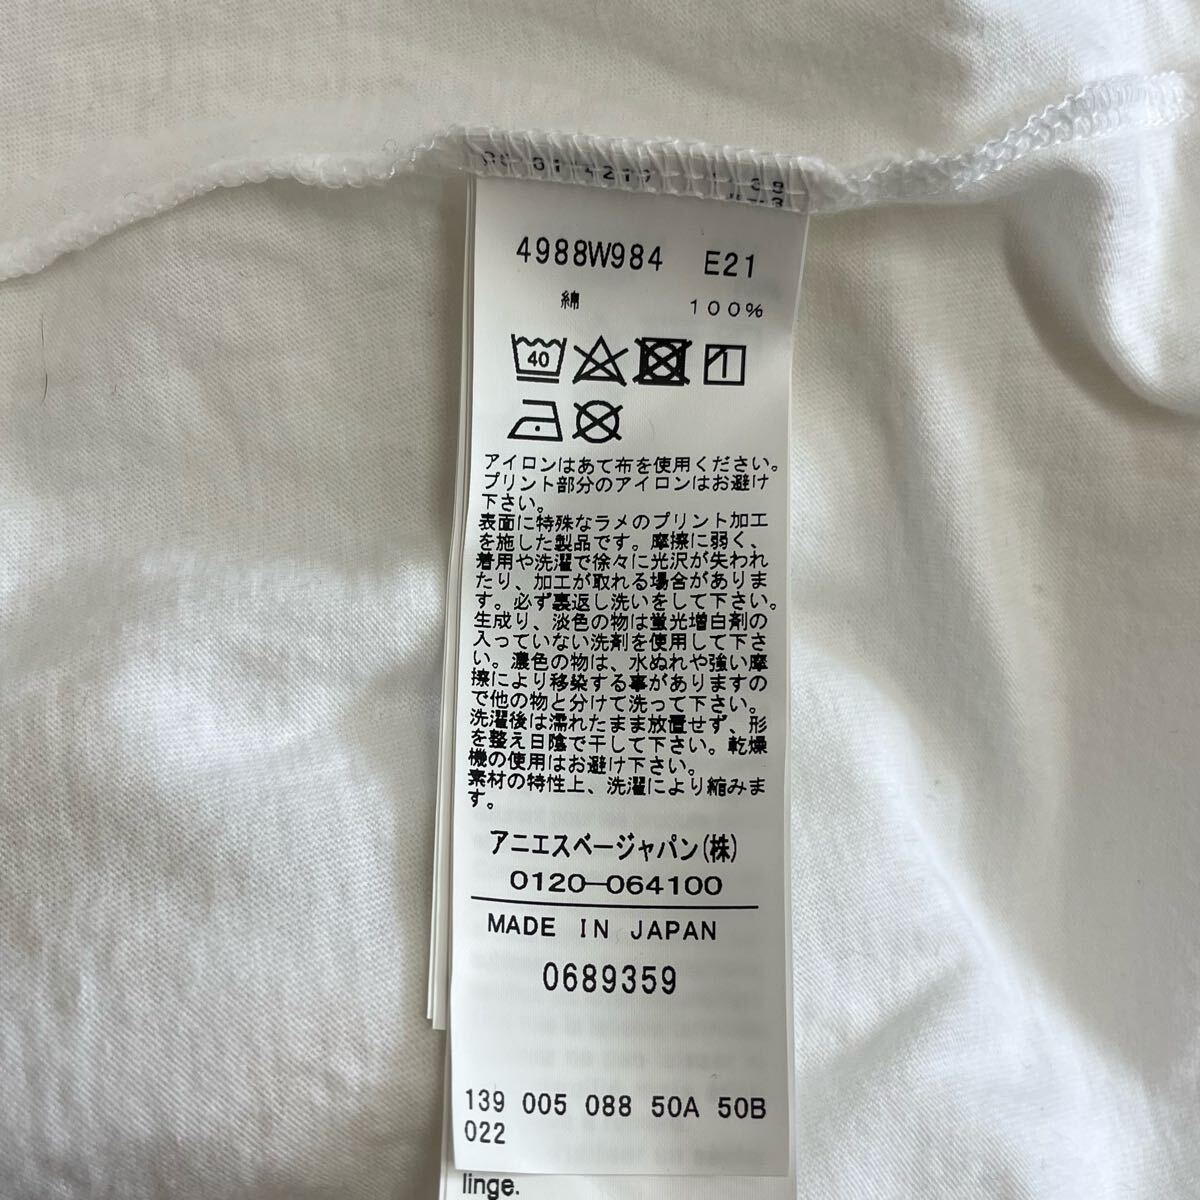 4988W984 E21
綿 100%
40
アイロンはあて布を使用ください。
プリント部分のアイロンはお避け
下さい。
表面に特殊なラメのプリント加工
を施した製品です。摩擦に弱く、
着用や洗濯で徐々に光沢が失われ
たり、加工が取れる場合がありま
す。必ず裏返し洗いをして下さい。
生成り、淡色の物は蛍光増白剤の
入っていない洗剤を使用して下さ
い。濃色の物は、水ぬれや強い摩
擦により移染する事がありますの
で他の物と分けて洗って下さい。
洗濯後は濡れたまま放置せず、形
を整え日陰で干して下さい。乾燥
機の使用はお避け下さい。
素材の特性上、洗濯により縮みま
す。
アニエスベージャパン(株)
0120-064100
MADE IN JAPAN
0689359
139 005 088 50A 50B
022
linge.